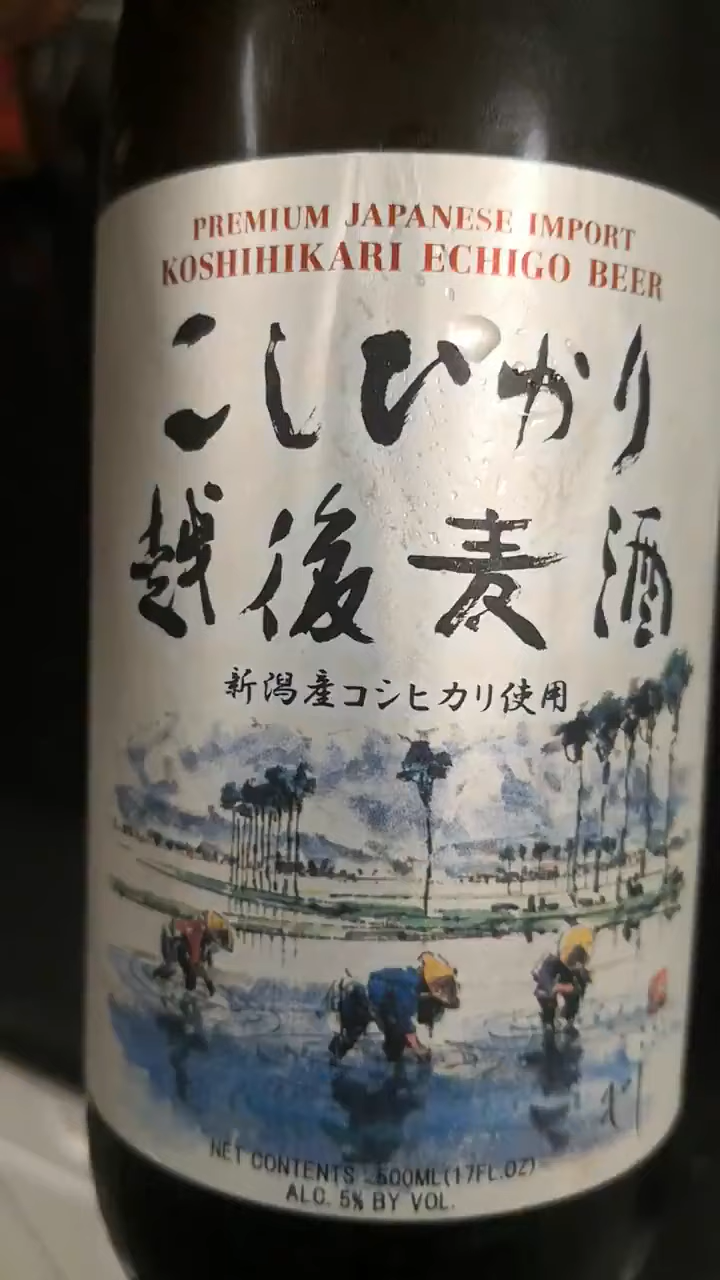 PREMIUM JAPANESE IMPORT
KOSHIHIKARI ECHIGO BEER
こしひかり
越後麦酒
新潟産コシヒカリ使用
NET CONTENTS 500ML(17FL.OZ)
ALC. 5% BY VOL.